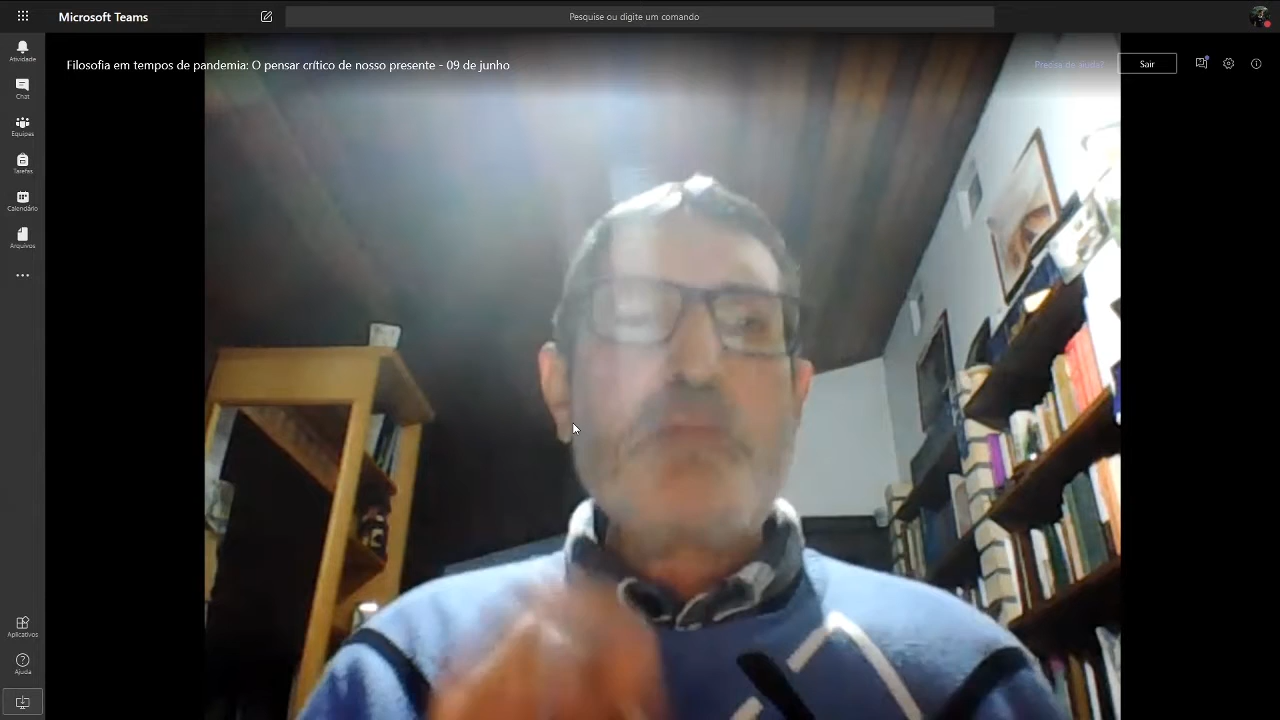 Microsoft Teams
Pesquise ou digite um comando
Filosofia em tempos de pandemia: O pensar crítico de nosso presente - 09 de junho
Precisa de ajuda?
Sair
Atividade
Chat
Equipes
Tarefas
Calendário
Arquivos
Aplicativos
Ajuda